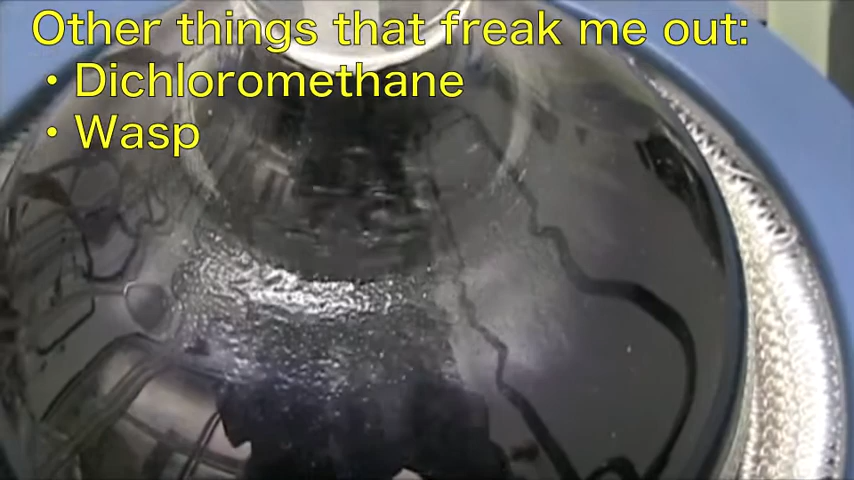 Other things that freak me out:
• Dichloromethane
• Wasp